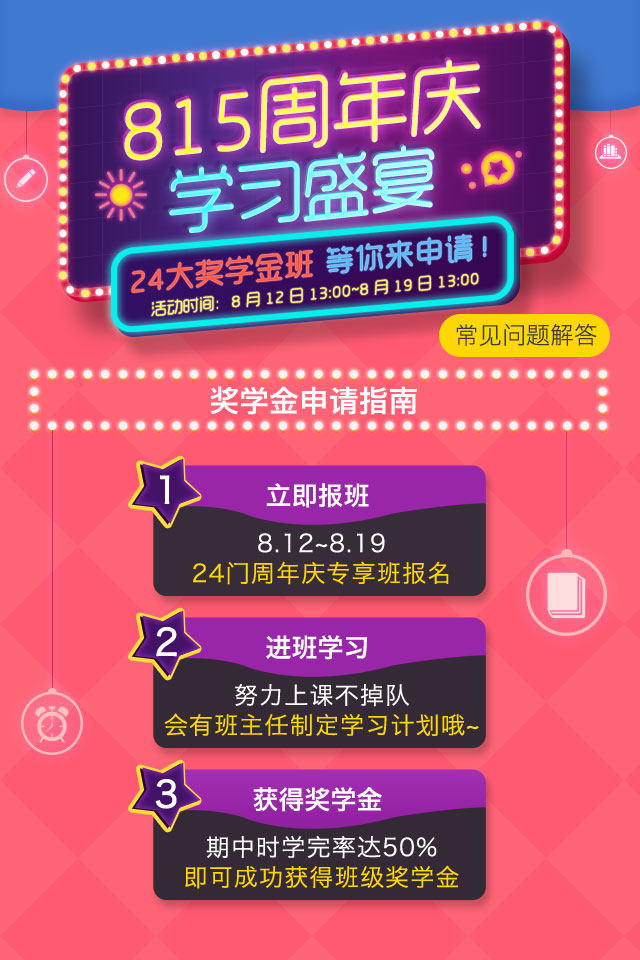 815周年庆
学习盛宴
24大奖学金班 等你来申请！
活动时间：8月12日 13:00~8月19日 13:00
常见问题解答
奖学金申请指南
1
立即报班
8.12~8.19
24门周年庆专享班报名
2
进班学习
努力上课不掉队
会有班主任制定学习计划哦~
3
获得奖学金
期中时学完率达50%
即可成功获得班级奖学金